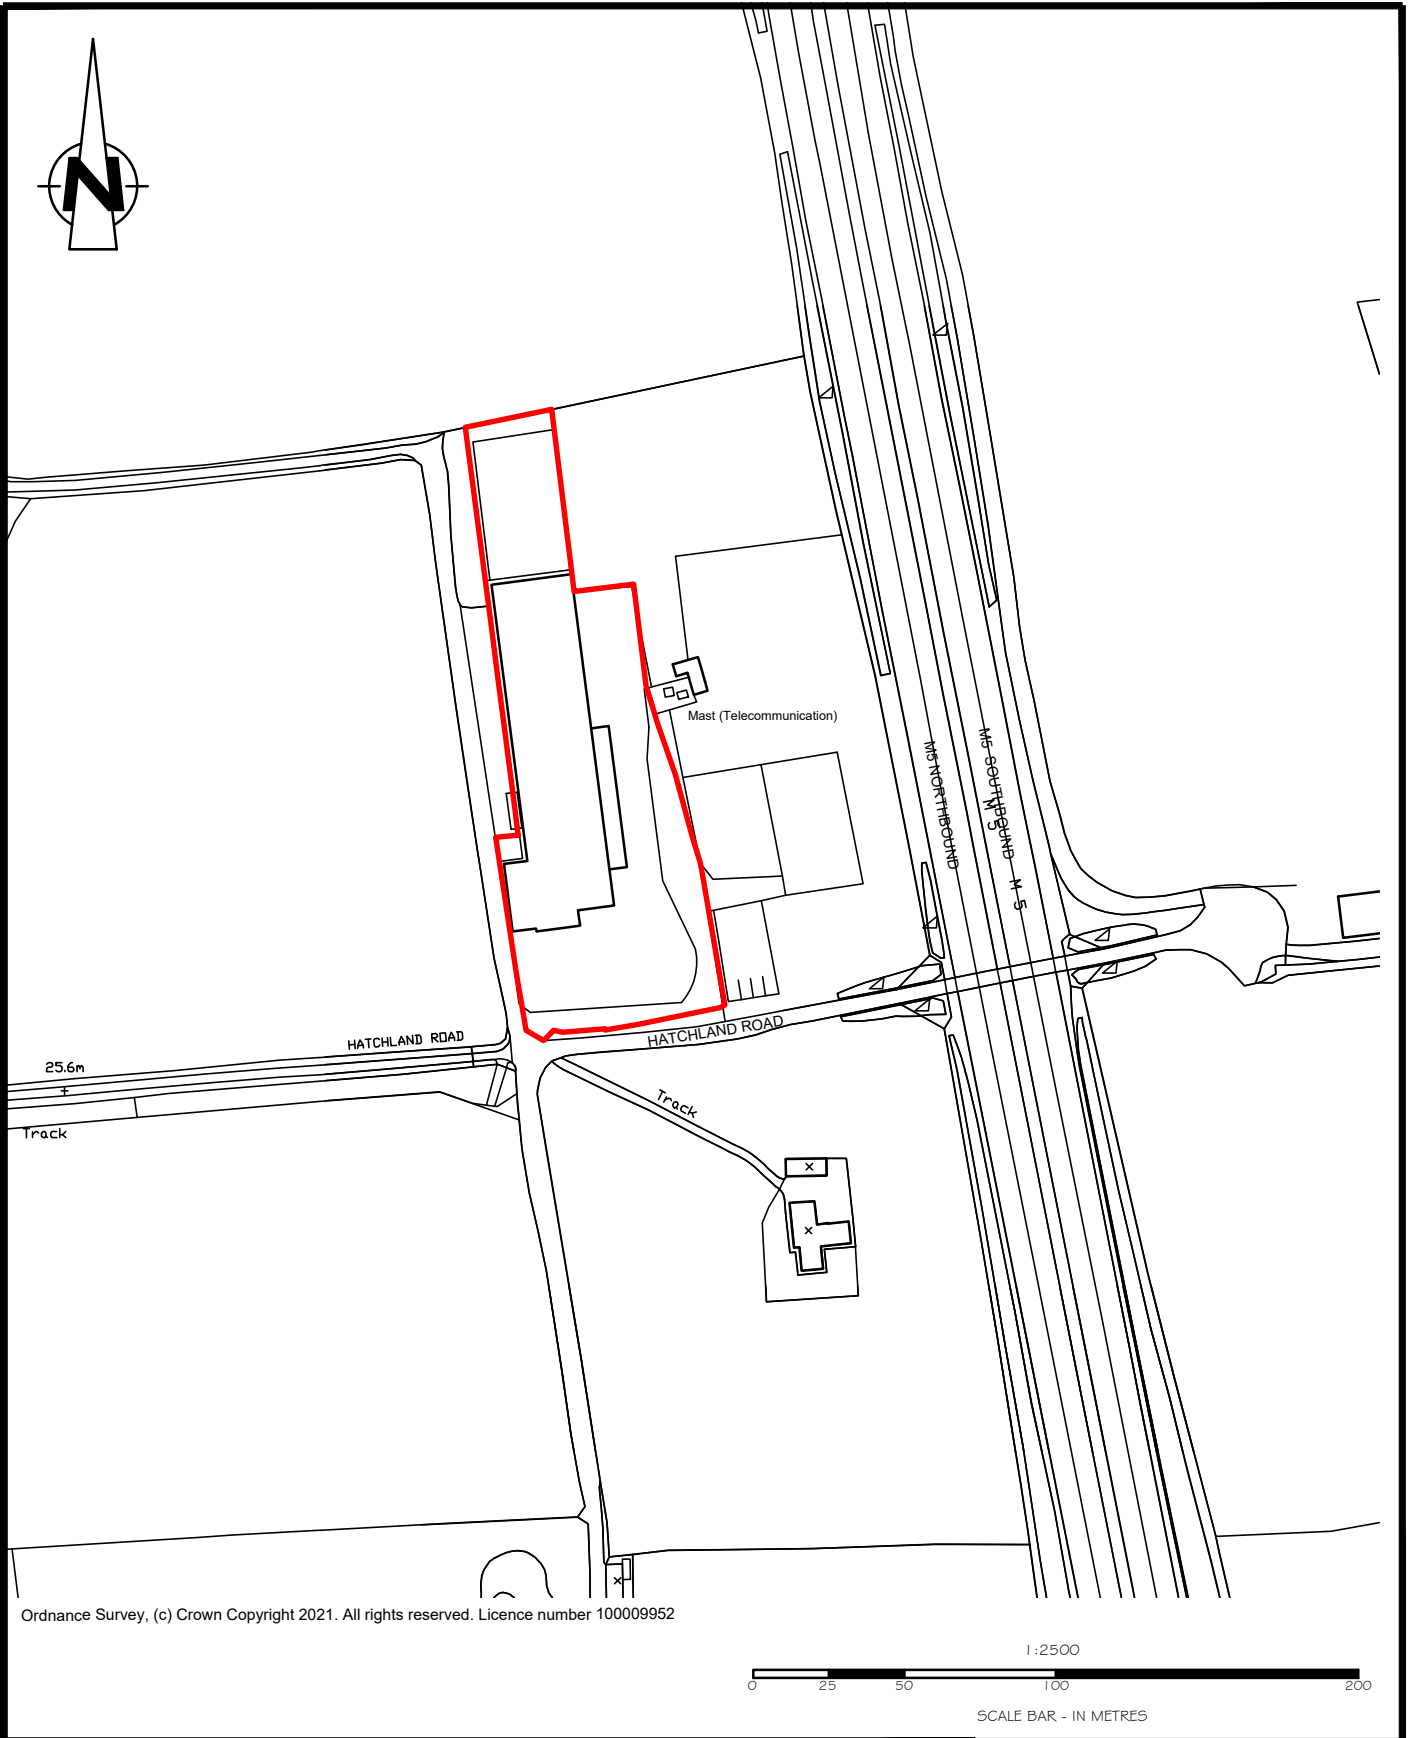 N
Mast (Telecommunication)
M5 NORTHBOUND
M5 SOUTHBOUND
M 5
M 5
HATCHLAND ROAD
HATCHLAND ROAD
25.6m
Track
Track
Ordnance Survey, (c) Crown Copyright 2021. All rights reserved. Licence number 100009952
1:2500
0 25 50 100 200
SCALE BAR - IN METRES